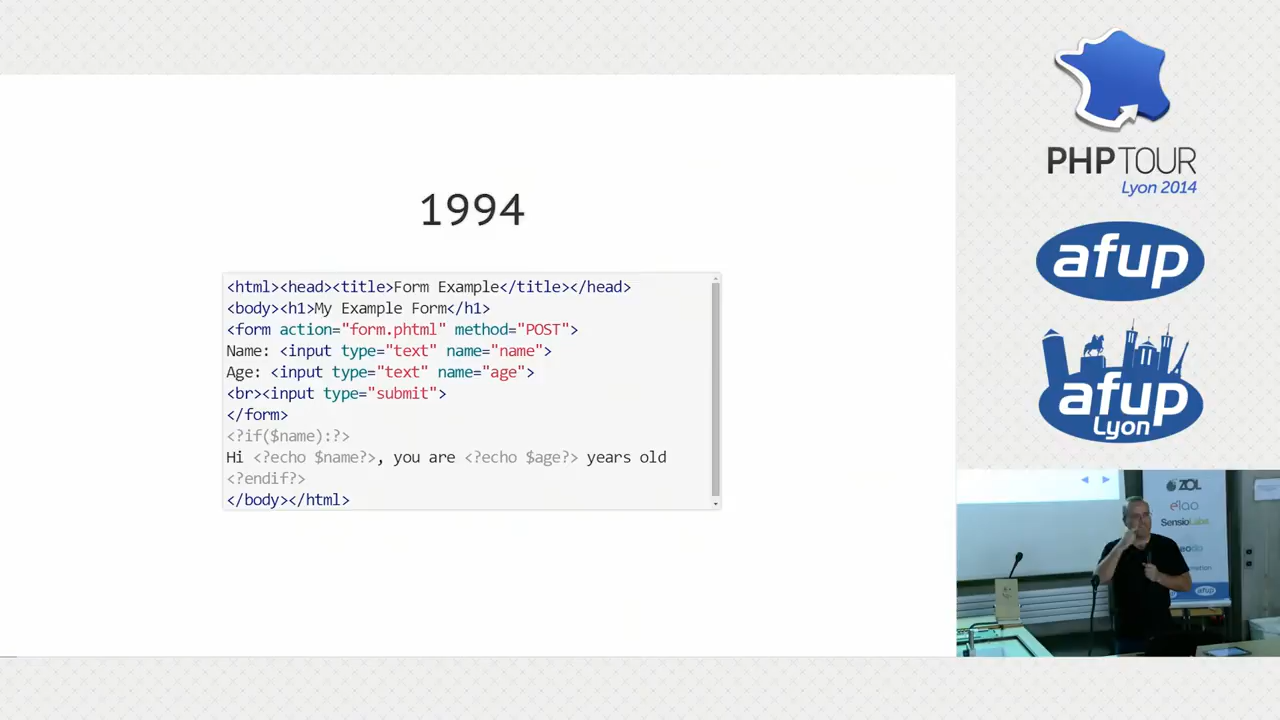 1994
<html><head><title>Form Example</title></head>
<body><h1>My Example Form</h1>
<form action="form.phtml" method="POST">
Name: <input type="text" name="name">
Age: <input type="text" name="age">
<br><input type="submit">
</form>
<?if($name):?>
Hi <?echo $name?>, you are <?echo $age?> years old
<?endif?>
</body></html>
PHPTOUR
Lyon 2014
afup
afup
Lyon
ZOL
elao
SensioLabs
afup